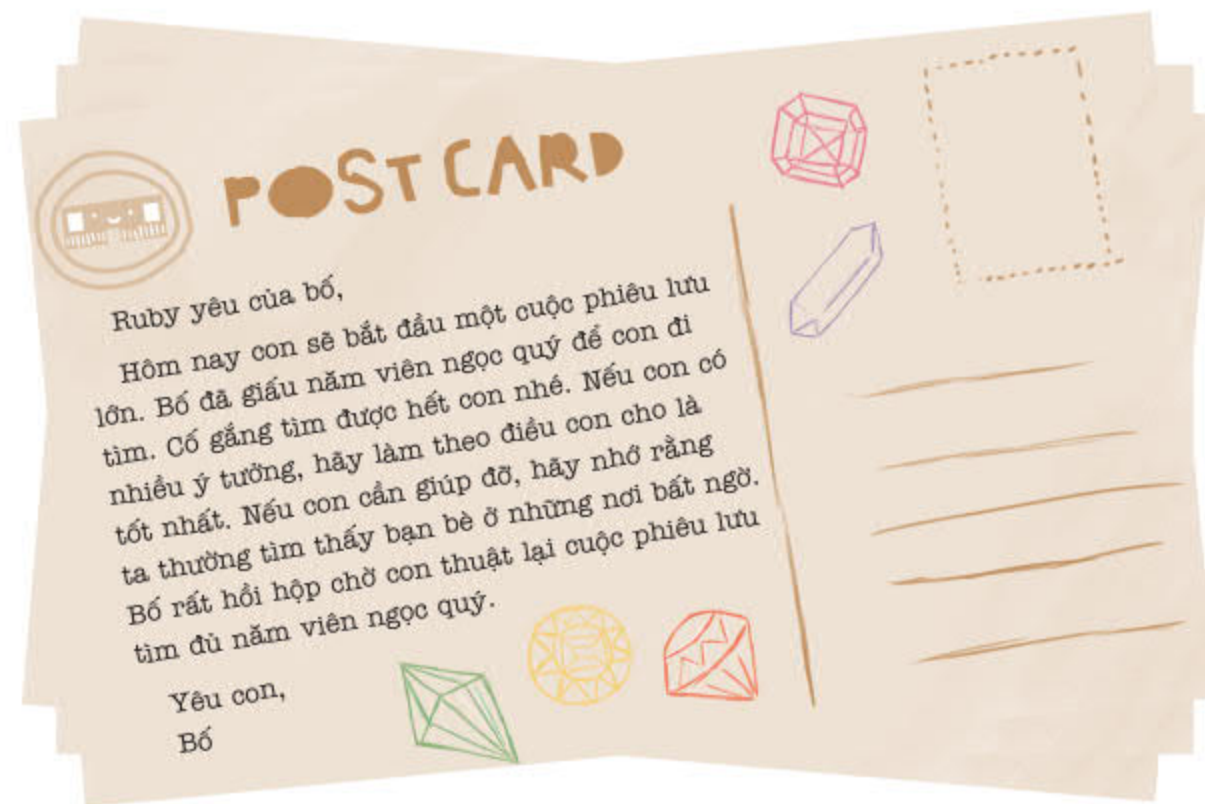 POST CARD
Ruby yêu của bố,
Hôm nay con sẽ bắt đầu một cuộc phiêu lưu
lớn. Bố đã giấu năm viên ngọc quý để con đi
tìm. Cố gắng tìm được hết con nhé. Nếu con có
nhiều ý tưởng, hãy làm theo điều con cho là
tốt nhất. Nếu con cần giúp đỡ, hãy nhớ rằng
ta thường tìm thấy bạn bè ở những nơi bất ngờ.
Bố rất hồi hộp chờ con thuật lại cuộc phiêu lưu
tìm đủ năm viên ngọc quý.
Yêu con,
Bố